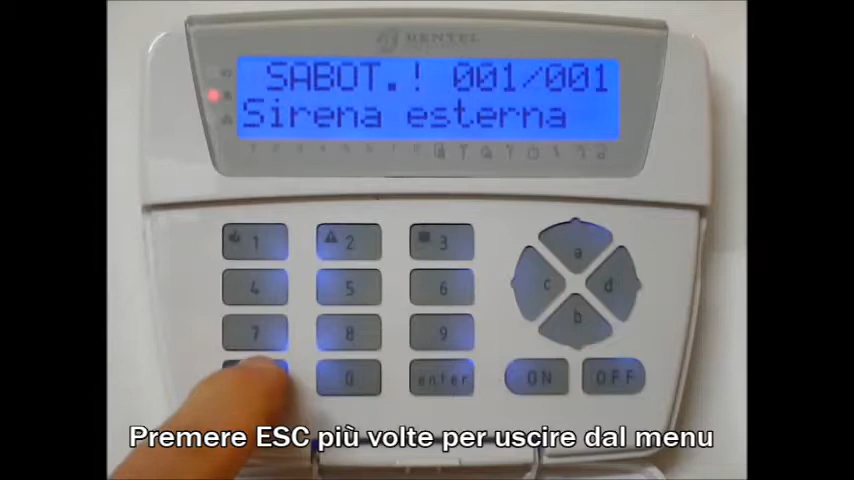 BENTEL
SABOT.! 001/001
Sirena esterna
1 2 3
4 5 6
7 8 9
0 enter
a
c d
b
ON OFF
Premere ESC più volte per uscire dal menu